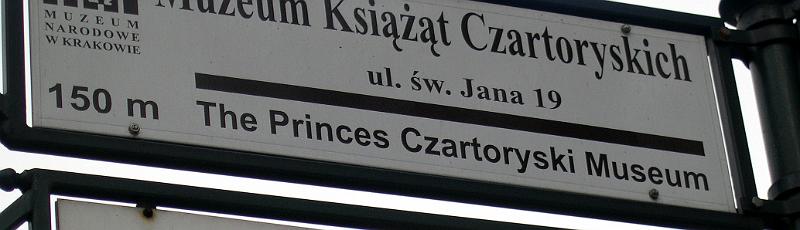 MUZEUM
NARODOWE
W KRAKOWIE
Muzeum Książąt Czartoryskich
ul. św. Jana 19
150 m
The Princes Czartoryski Museum